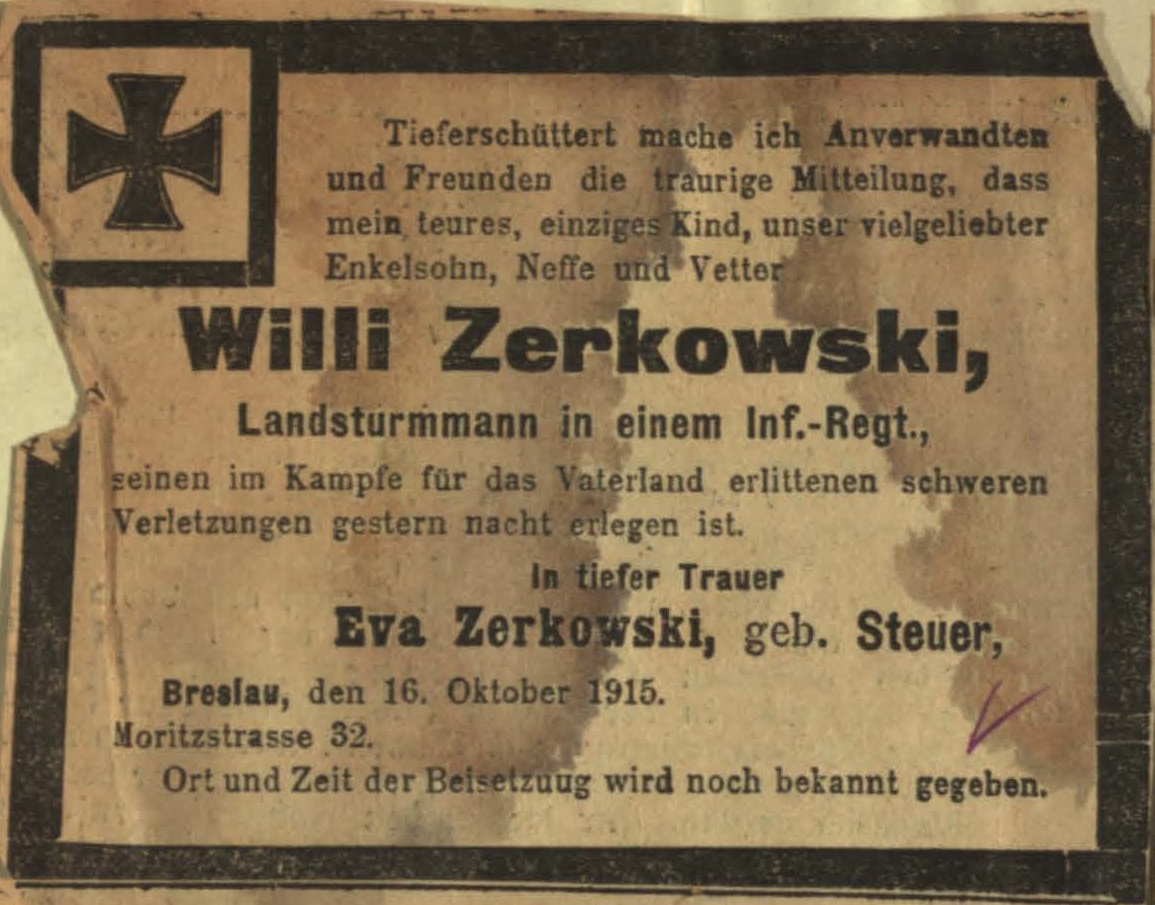 Tieferschüttert mache ich Anverwandten
und Freunden die traurige Mitteilung, dass
mein teures, einziges Kind, unser vielgeliebter
Enkelsohn, Neffe und Vetter
Willi Zerkowski,
Landsturmmann in einem Inf.-Regt.,
seinen im Kampfe für das Vaterland erlittenen schweren
Verletzungen gestern nacht erlegen ist.
In tiefer Trauer
Eva Zerkowski, geb. Steuer,
Breslau, den 16. Oktober 1915.
Moritzstrasse 32.
Ort und Zeit der Beisetzuug wird noch bekannt gegeben.